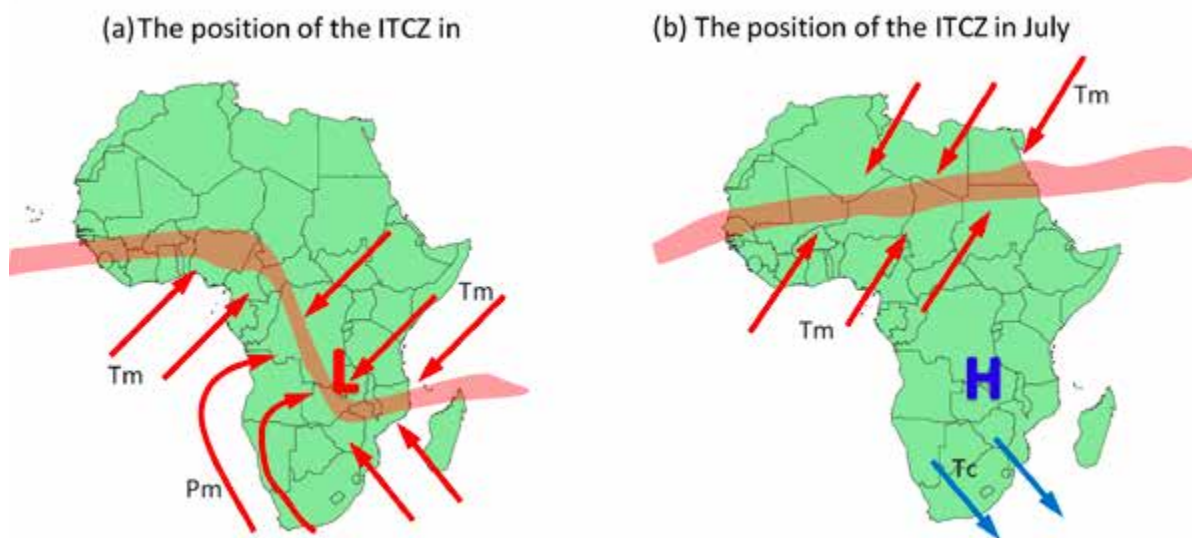 (a) The position of the ITCZ in
(b) The position of the ITCZ in July
Tm
Tm
Tm
L
Tm
H
Pm
Tc